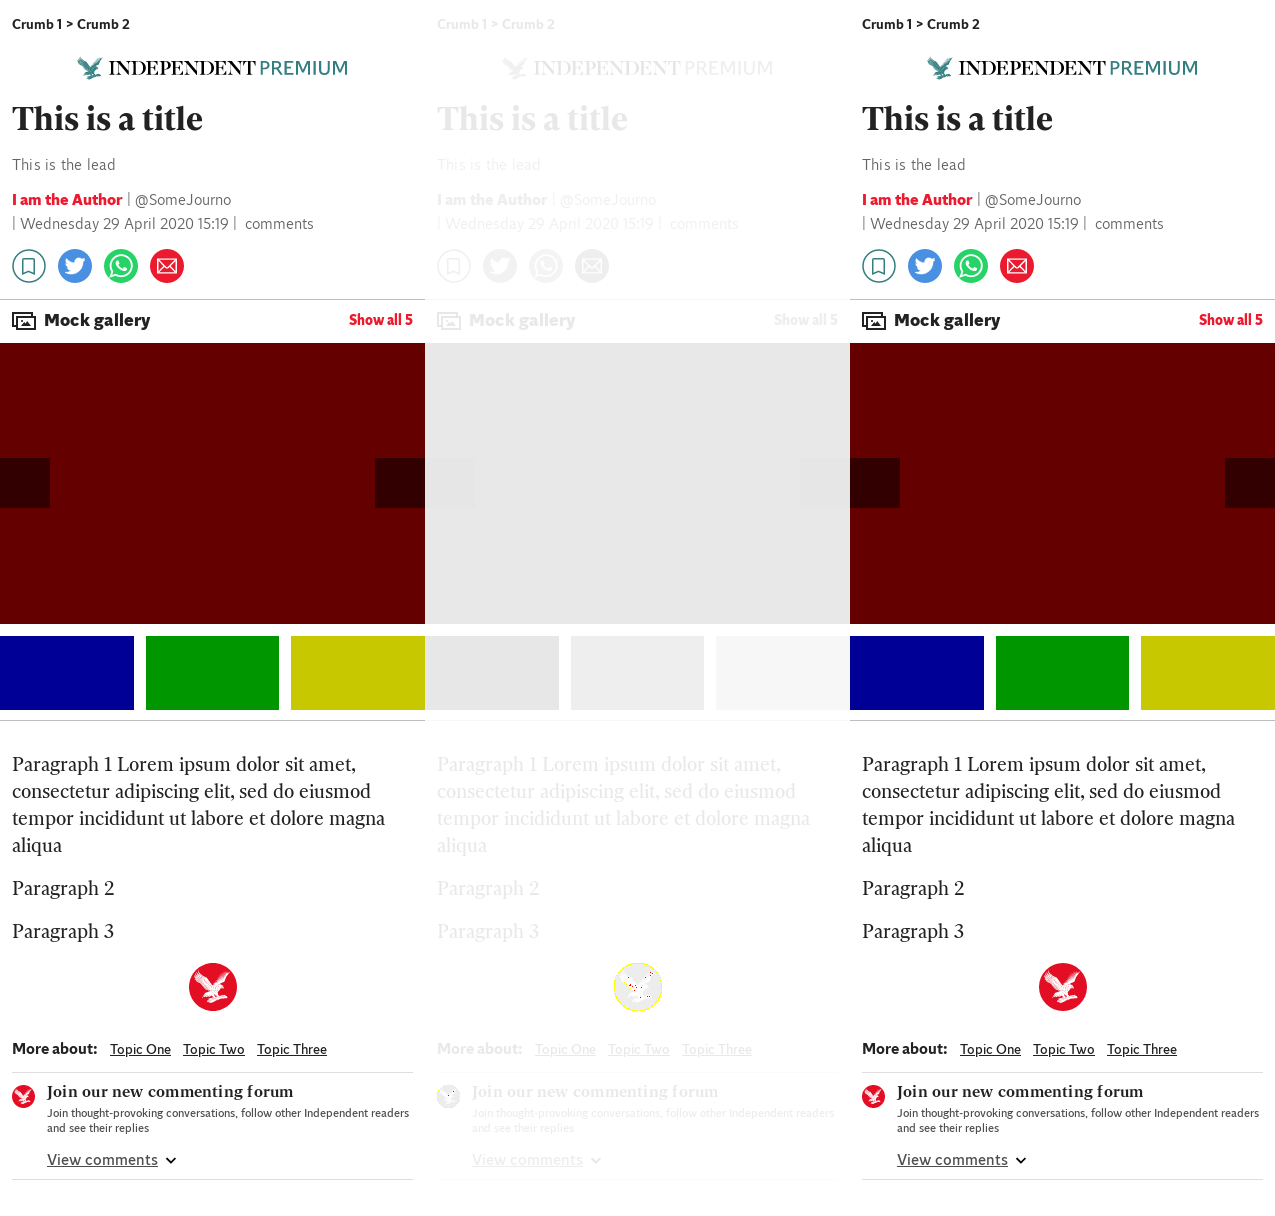 Crumb 1 > Crumb 2
INDEPENDENT PREMIUM
This is a title
This is the lead
I am the Author | @SomeJourno
| Wednesday 29 April 2020 15:19 | comments
Mock gallery Show all 5
Paragraph 1 Lorem ipsum dolor sit amet,
consectetur adipiscing elit, sed do eiusmod
tempor incididunt ut labore et dolore magna
aliqua
Paragraph 2
Paragraph 3
More about: Topic One Topic Two Topic Three
Join our new commenting forum
Join thought-provoking conversations, follow other Independent readers
and see their replies
View comments
Crumb 1 > Crumb 2
INDEPENDENT PREMIUM
This is a title
This is the lead
I am the Author | @SomeJourno
| Wednesday 29 April 2020 15:19 | comments
Mock gallery Show all 5
Paragraph 1 Lorem ipsum dolor sit amet,
consectetur adipiscing elit, sed do eiusmod
tempor incididunt ut labore et dolore magna
aliqua
Paragraph 2
Paragraph 3
More about: Topic One Topic Two Topic Three
Join our new commenting forum
Join thought-provoking conversations, follow other Independent readers
and see their replies
View comments
Crumb 1 > Crumb 2
INDEPENDENT PREMIUM
This is a title
This is the lead
I am the Author | @SomeJourno
| Wednesday 29 April 2020 15:19 | comments
Mock gallery Show all 5
Paragraph 1 Lorem ipsum dolor sit amet,
consectetur adipiscing elit, sed do eiusmod
tempor incididunt ut labore et dolore magna
aliqua
Paragraph 2
Paragraph 3
More about: Topic One Topic Two Topic Three
Join our new commenting forum
Join thought-provoking conversations, follow other Independent readers
and see their replies
View comments